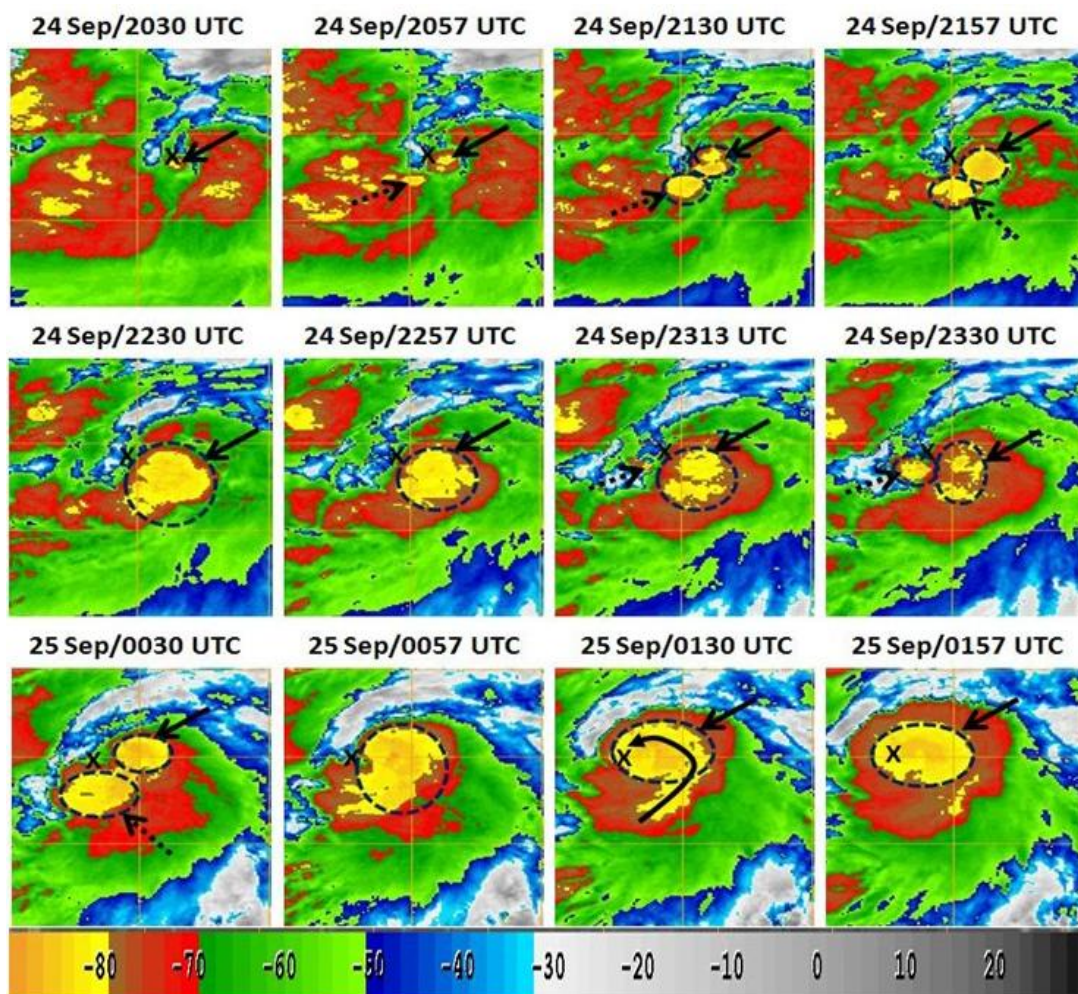 24 Sep/2030 UTC 24 Sep/2057 UTC 24 Sep/2130 UTC 24 Sep/2157 UTC
X X X X
24 Sep/2230 UTC 24 Sep/2257 UTC 24 Sep/2313 UTC 24 Sep/2330 UTC
X X X X
25 Sep/0030 UTC 25 Sep/0057 UTC 25 Sep/0130 UTC 25 Sep/0157 UTC
X X X X
-80 -70 -60 -50 -40 -30 -20 -10 0 10 20